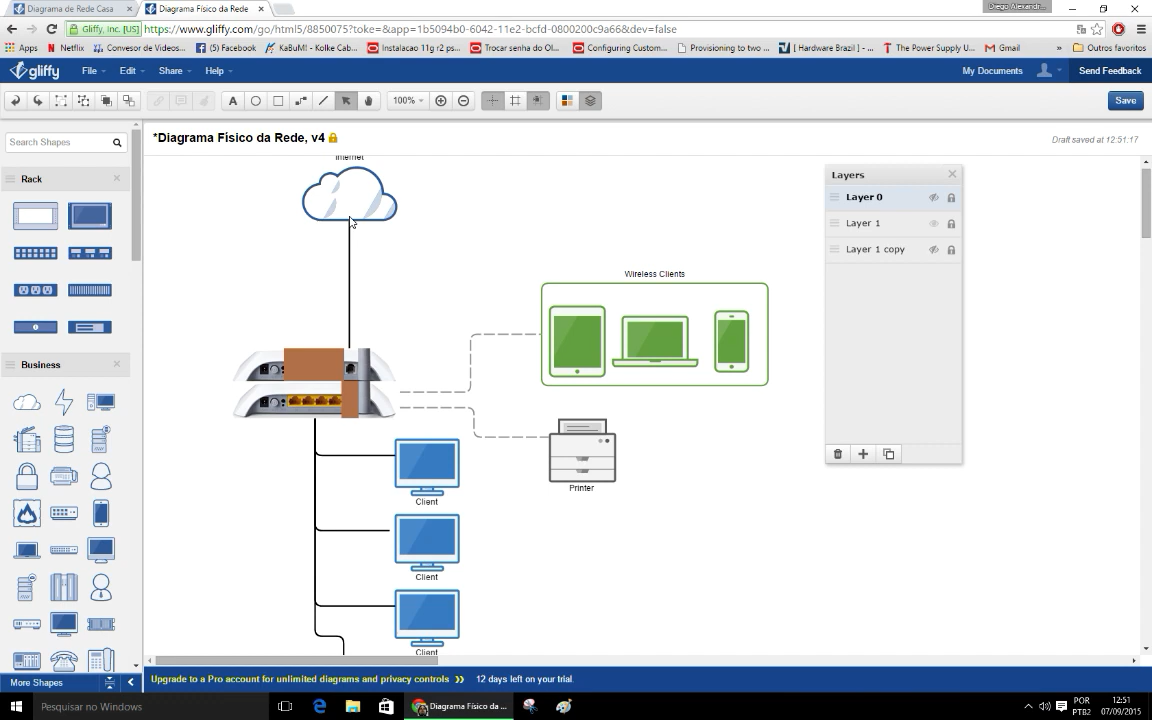 Diagrama de Rede Casa
Diagrama Físico da Rede
Diego Alexandr...
Gliffy, Inc. [US]
https://www.gliffy.com/go/html5/8850075?toke=&app=1b5094b0-6042-11e2-bcfd-0800200c9a66&dev=false
Apps
Netflix
Convesor de Videos...
(5) Facebook
KaBuM! - Kolke Cab...
Instalacao 11g r2 ps...
Trocar senha do OI...
Configuring Custom...
Provisioning to two ...
[ Hardware Brazil ] - ...
The Power Supply U...
Gmail
»
Outros favoritos
gliffy
File
Edit
Share
Help
My Documents
Send Feedback
100%
Save
Search Shapes
*Diagrama Físico da Rede, v4
Draft saved at 12:51:17
Internet
Rack
Layers
Layer 0
Layer 1
Layer 1 copy
Wireless Clients
Business
Printer
Client
Client
Client
More Shapes
Upgrade to a Pro account for unlimited diagrams and privacy controls »
12 days left on your trial.
Pesquisar no Windows
Diagrama Físico da ...
POR
PTB2
12:51
07/09/2015